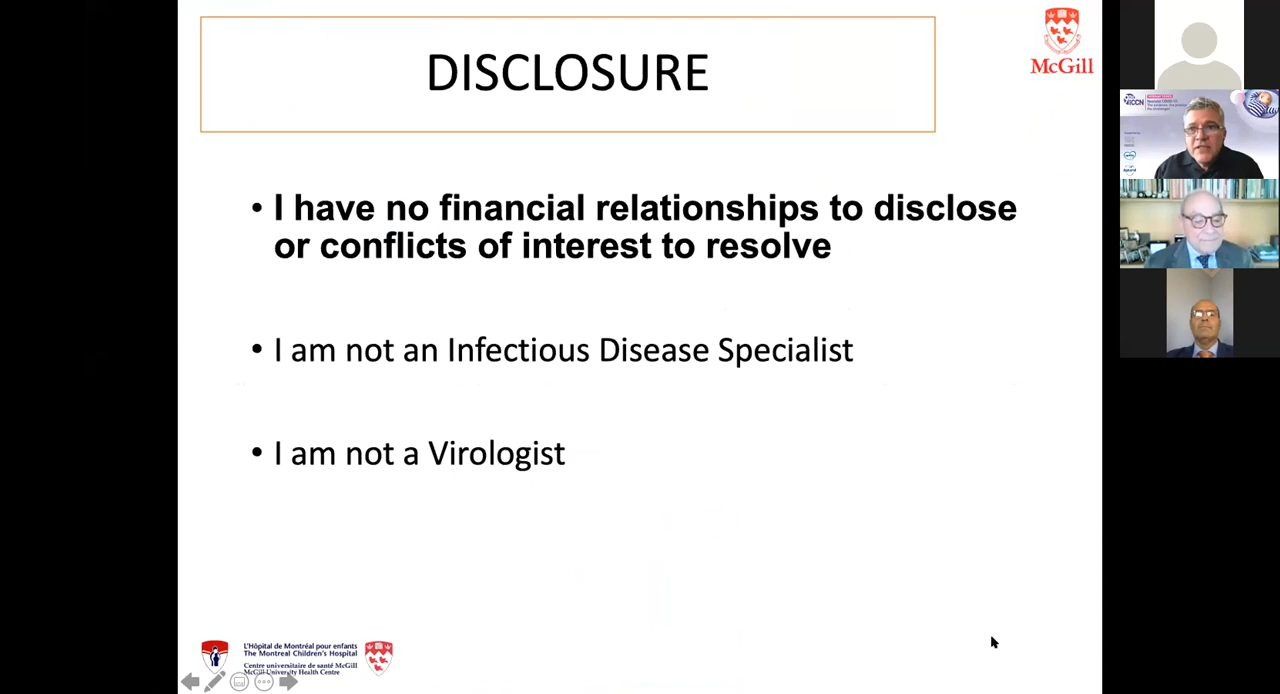 DISCLOSURE
McGill
• I have no financial relationships to disclose
or conflicts of interest to resolve
• I am not an Infectious Disease Specialist
• I am not a Virologist
L'Hôpital de Montréal pour enfants
The Montreal Children's Hospital
Centre universitaire de santé McGill
McGill University Health Centre